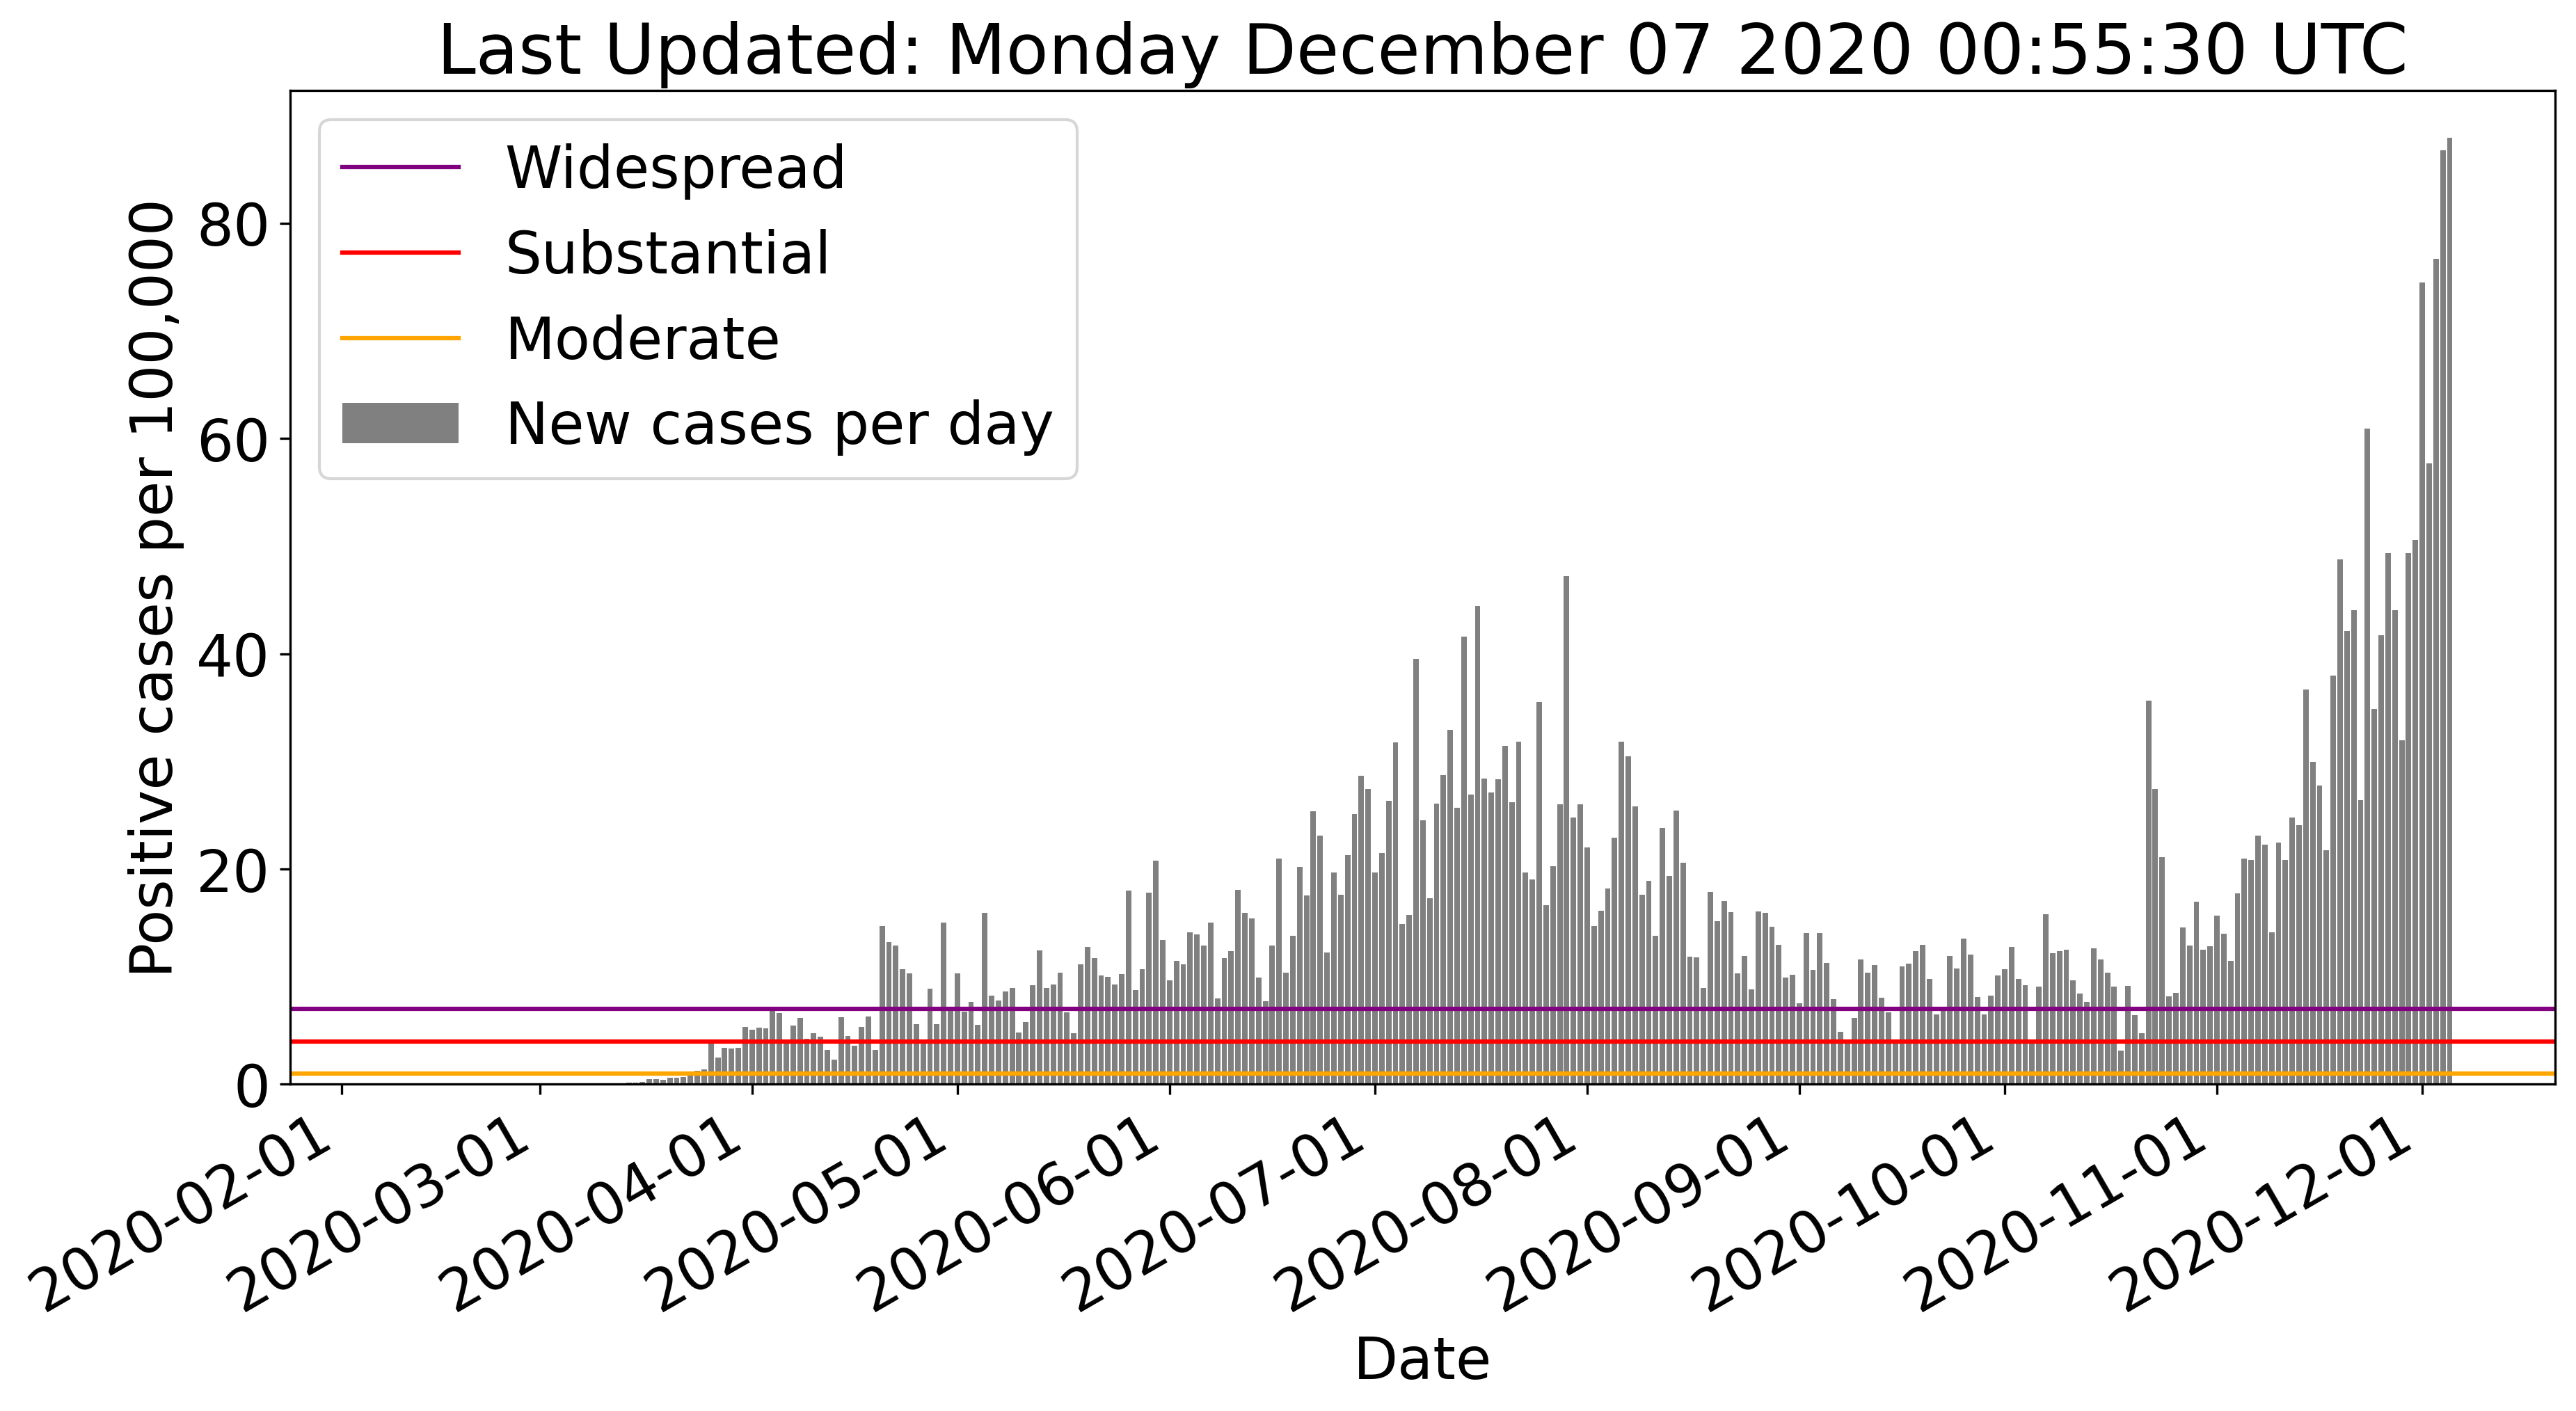 Last Updated: Monday December 07 2020 00:55:30 UTC
Widespread
Substantial
Moderate
New cases per day
Positive cases per 100,000
80
60
40
20
0
2020-02-01
2020-03-01
2020-04-01
2020-05-01
2020-06-01
2020-07-01
2020-08-01
2020-09-01
2020-10-01
2020-11-01
2020-12-01
Date